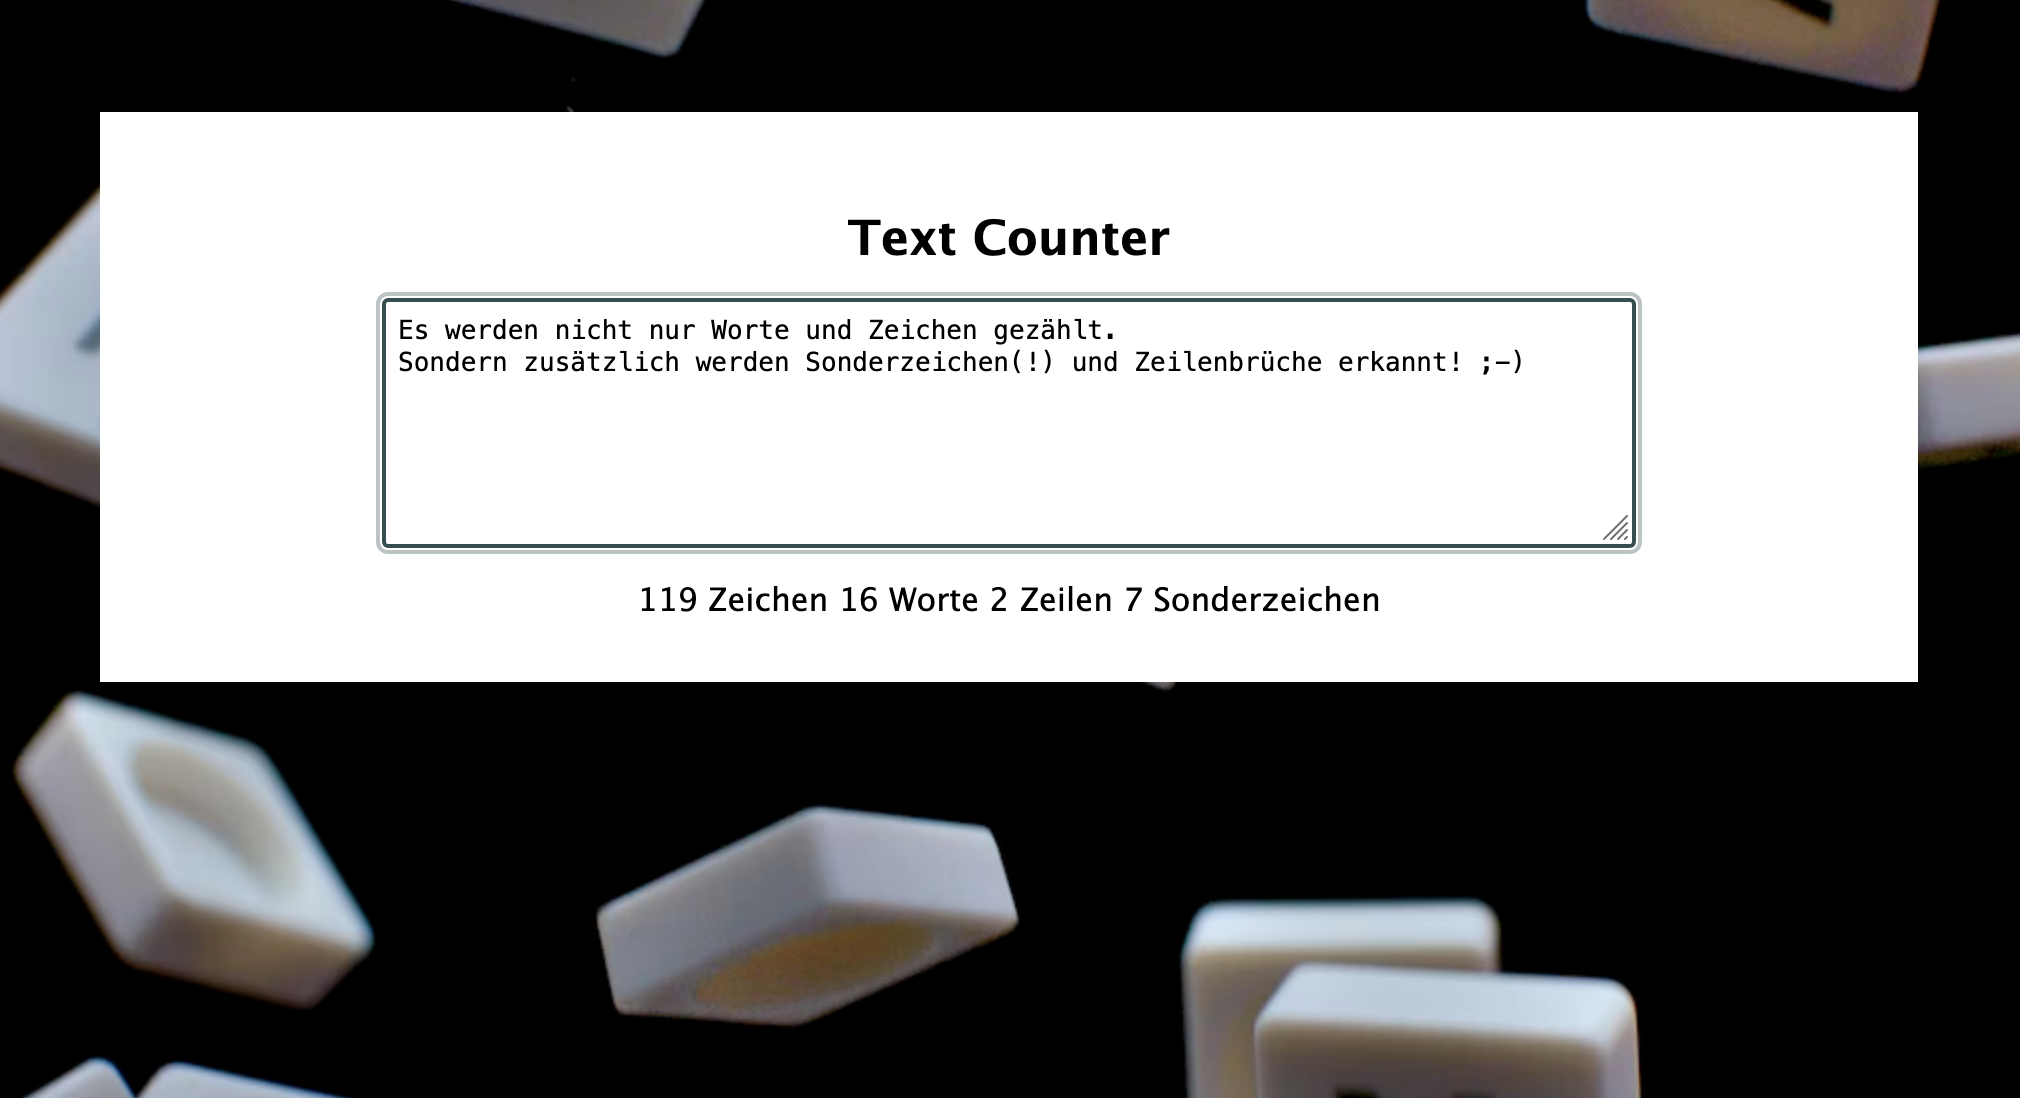 Text Counter
Es werden nicht nur Worte und Zeichen gezählt.
Sondern zusätzlich werden Sonderzeichen(!) und Zeilenbrüche erkannt! ;-)
119 Zeichen 16 Worte 2 Zeilen 7 Sonderzeichen